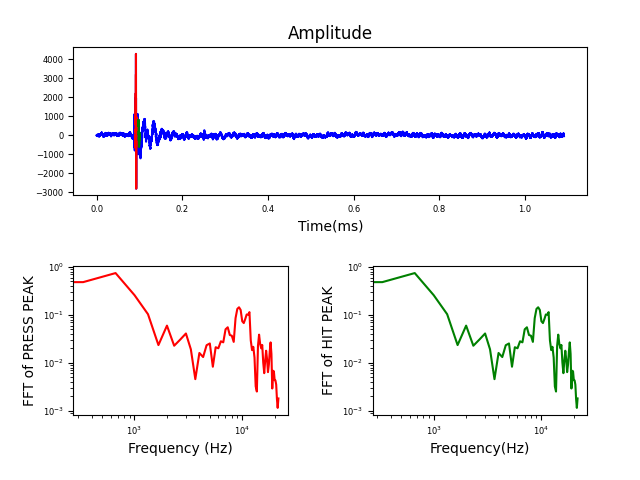 Amplitude
4000
3000
2000
1000
0
−1000
−2000
−3000
0.0 0.2 0.4 0.6 0.8 1.0
Time(ms)
FFT of PRESS PEAK
10⁰
10⁻¹
10⁻²
10⁻³
10³ 10⁴
Frequency (Hz)
FFT of HIT PEAK
10⁰
10⁻¹
10⁻²
10⁻³
10³ 10⁴
Frequency(Hz)